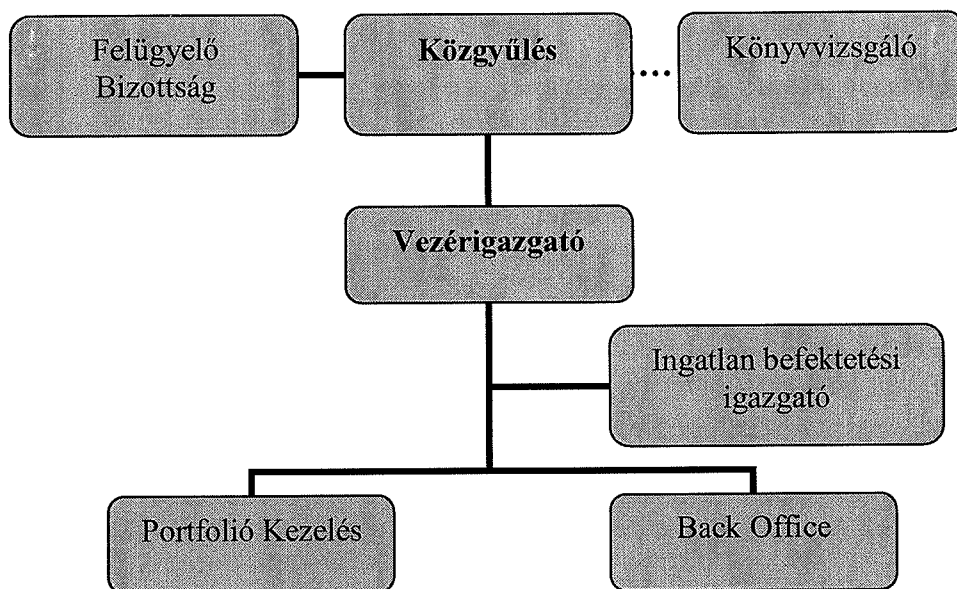 Felügyelő
Bizottság
Közgyűlés
Könyvvizsgáló
Vezérigazgató
Ingatlan befektetési
igazgató
Portfolió Kezelés
Back Office